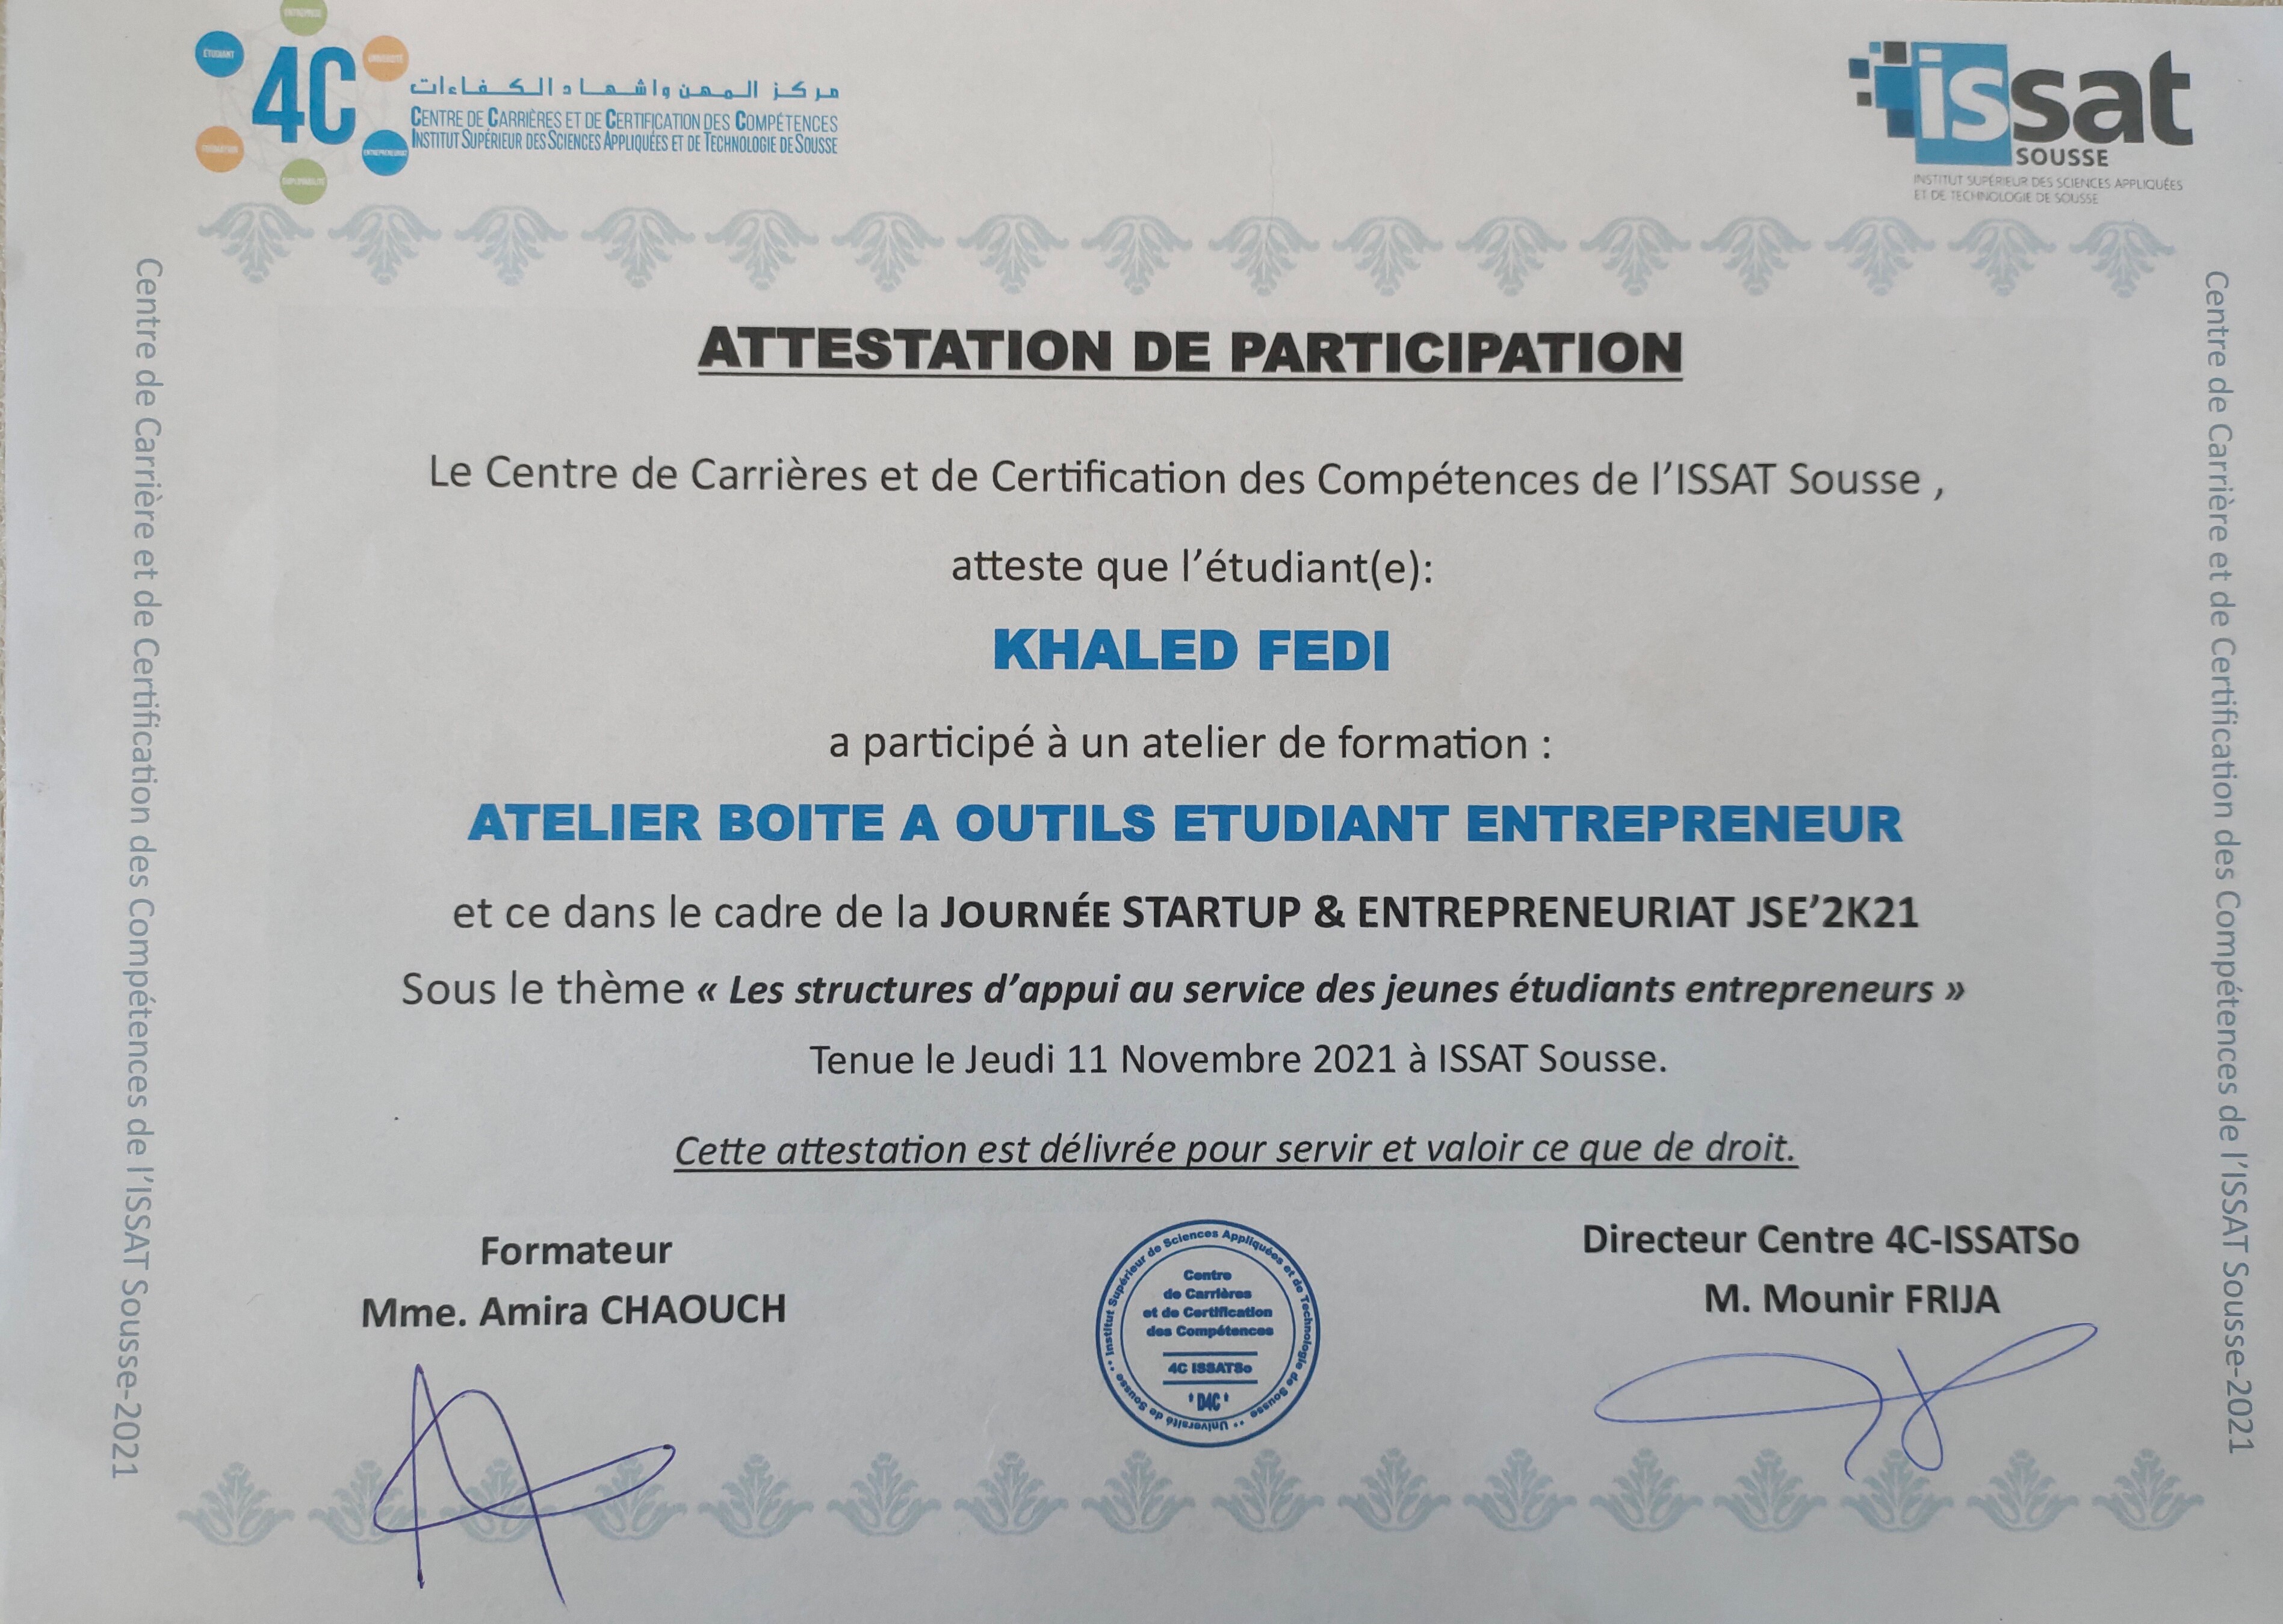 ENTREPRISE
ÉTUDIANT
UNIVERSITÉ
4C
FORMATION
ENTREPRENEURIAT
EMPLOYABILITÉ
مركز المهن وإشهاد الكفاءات
CENTRE DE CARRIÈRES ET DE CERTIFICATION DES COMPÉTENCES
INSTITUT SUPÉRIEUR DES SCIENCES APPLIQUÉES ET DE TECHNOLOGIE DE SOUSSE
issat
SOUSSE
INSTITUT SUPÉRIEUR DES SCIENCES APPLIQUÉES
ET DE TECHNOLOGIE DE SOUSSE
Centre de Carrière et de Certification des Compétences de l'ISSAT Sousse-2021
ATTESTATION DE PARTICIPATION
Le Centre de Carrières et de Certification des Compétences de l'ISSAT Sousse ,
atteste que l'étudiant(e):
KHALED FEDI
a participé à un atelier de formation :
ATELIER BOITE A OUTILS ETUDIANT ENTREPRENEUR
et ce dans le cadre de la JOURNÉE STARTUP & ENTREPRENEURIAT JSE'2K21
Sous le thème « Les structures d'appui au service des jeunes étudiants entrepreneurs »
Tenue le Jeudi 11 Novembre 2021 à ISSAT Sousse.
Cette attestation est délivrée pour servir et valoir ce que de droit.
Formateur
Mme. Amira CHAOUCH
Institut Supérieur de Sciences Appliquées et de Technologie de Sousse •• Université de Sousse ••
Centre
de Carrières
et de Certification
des Compétences
4C ISSATSo
* D4C *
Directeur Centre 4C-ISSATSo
M. Mounir FRIJA
Centre de Carrière et de Certification des Compétences de l'ISSAT Sousse-2021